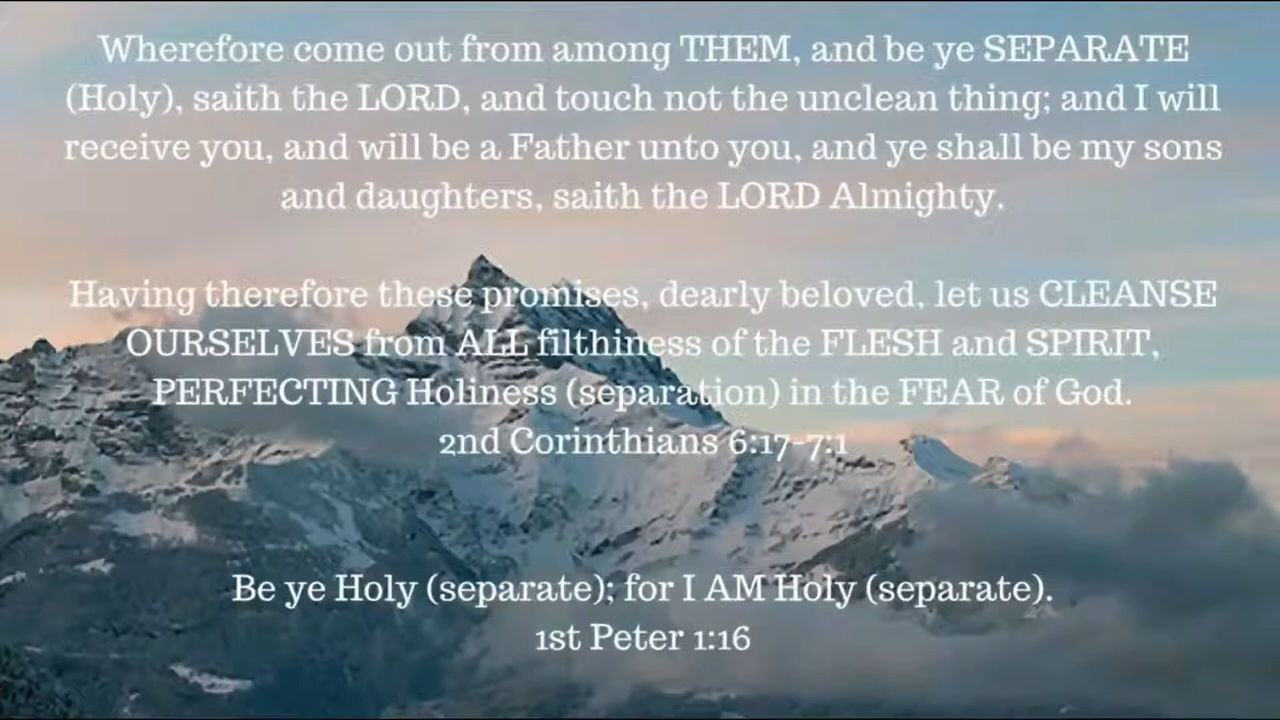 Wherefore come out from among THEM, and be ye SEPARATE
(Holy), saith the LORD, and touch not the unclean thing; and I will
receive you, and will be a Father unto you, and ye shall be my sons
and daughters, saith the LORD Almighty.
Having therefore these promises, dearly beloved, let us CLEANSE
OURSELVES from ALL filthiness of the FLESH and SPIRIT,
PERFECTING Holiness (separation) in the FEAR of God.
2nd Corinthians 6:17-7:1
Be ye Holy (separate); for I AM Holy (separate).
1st Peter 1:16